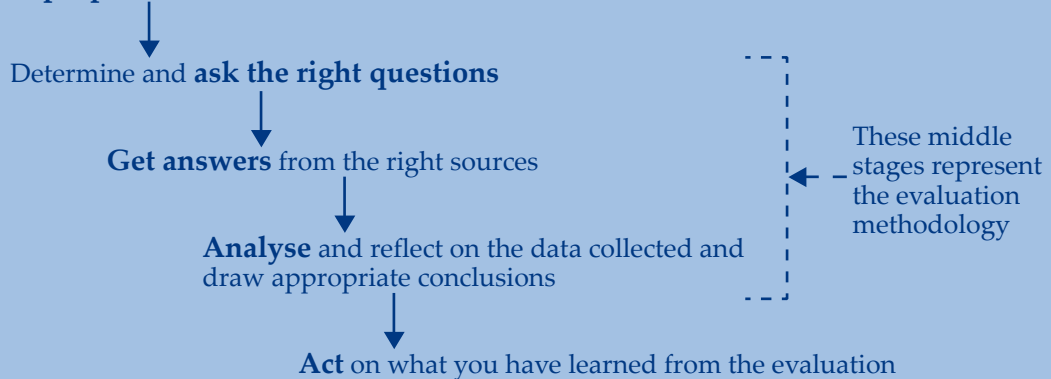 Determine and ask the right questions
Get answers from the right sources
These middle
stages represent
the evaluation
methodology
Analyse and reflect on the data collected and
draw appropriate conclusions
Act on what you have learned from the evaluation